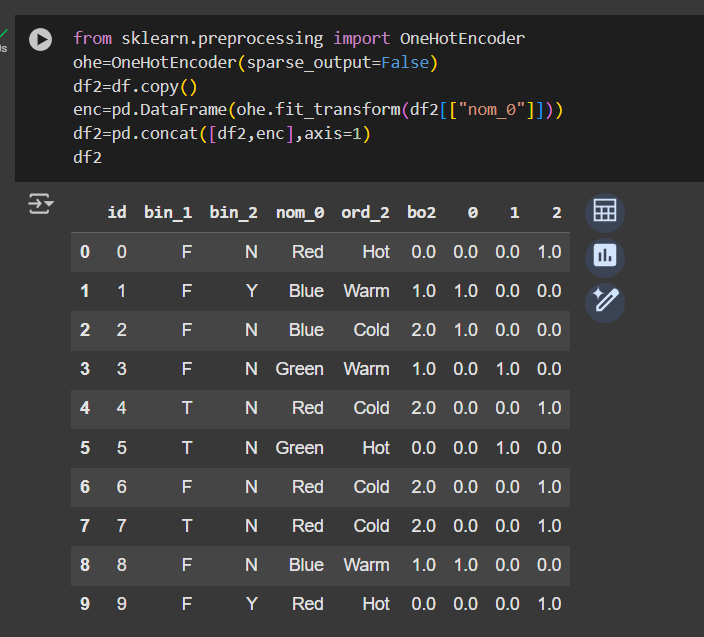 from sklearn.preprocessing import OneHotEncoder
ohe=OneHotEncoder(sparse_output=False)
df2=df.copy()
enc=pd.DataFrame(ohe.fit_transform(df2[["nom_0"]]))
df2=pd.concat([df2,enc],axis=1)
df2
id bin_1 bin_2 nom_0 ord_2 bo2 0 1 2
0 0 F N Red Hot 0.0 0.0 0.0 1.0
1 1 F Y Blue Warm 1.0 1.0 0.0 0.0
2 2 F N Blue Cold 2.0 1.0 0.0 0.0
3 3 F N Green Warm 1.0 0.0 1.0 0.0
4 4 T N Red Cold 2.0 0.0 0.0 1.0
5 5 T N Green Hot 0.0 0.0 1.0 0.0
6 6 F N Red Cold 2.0 0.0 0.0 1.0
7 7 T N Red Cold 2.0 0.0 0.0 1.0
8 8 F N Blue Warm 1.0 1.0 0.0 0.0
9 9 F Y Red Hot 0.0 0.0 0.0 1.0